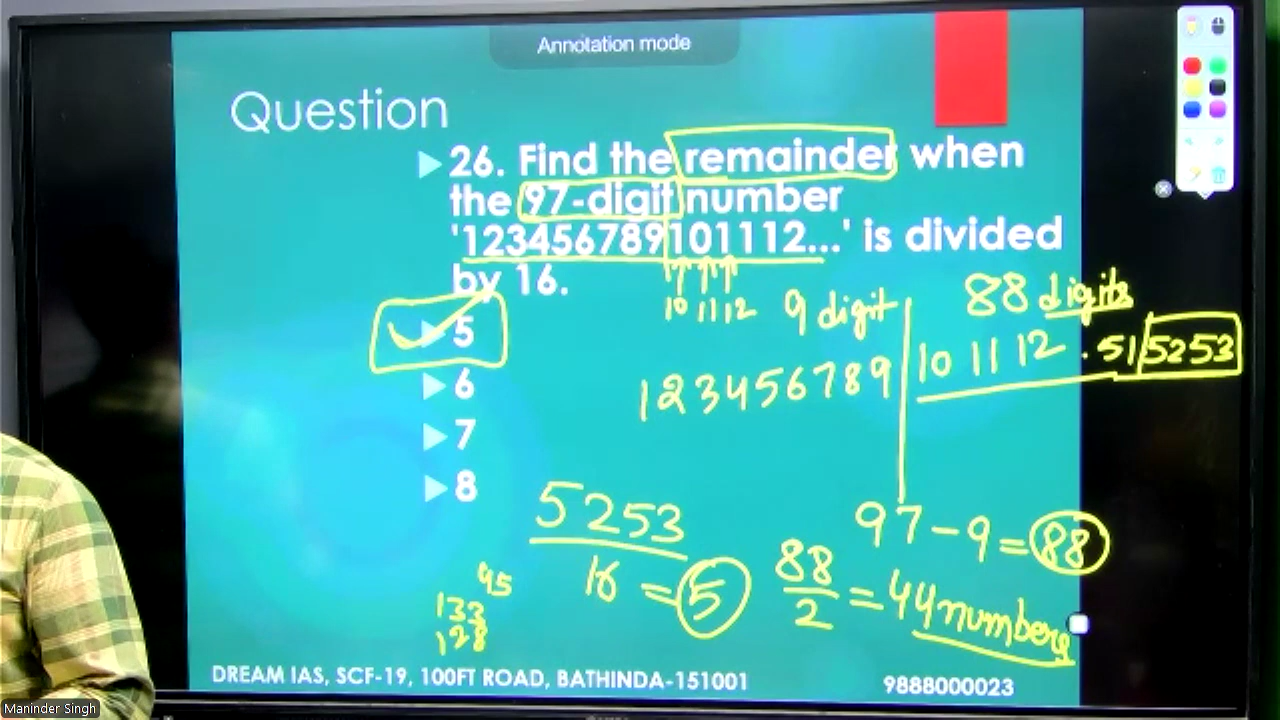 Annotation mode
Question
26. Find the remainder when
the 97-digit number
'123456789101112...' is divided
by 16.
10 11 12
9 digit
88 digits
5
123456789
10 11 12 . 51 5253
6
7
8
5253
16
= 5
97-9=88
88
2
=44numbers
95
133
128
DREAM IAS, SCF-19, 100FT ROAD, BATHINDA-151001
9888000023
Maninder Singh